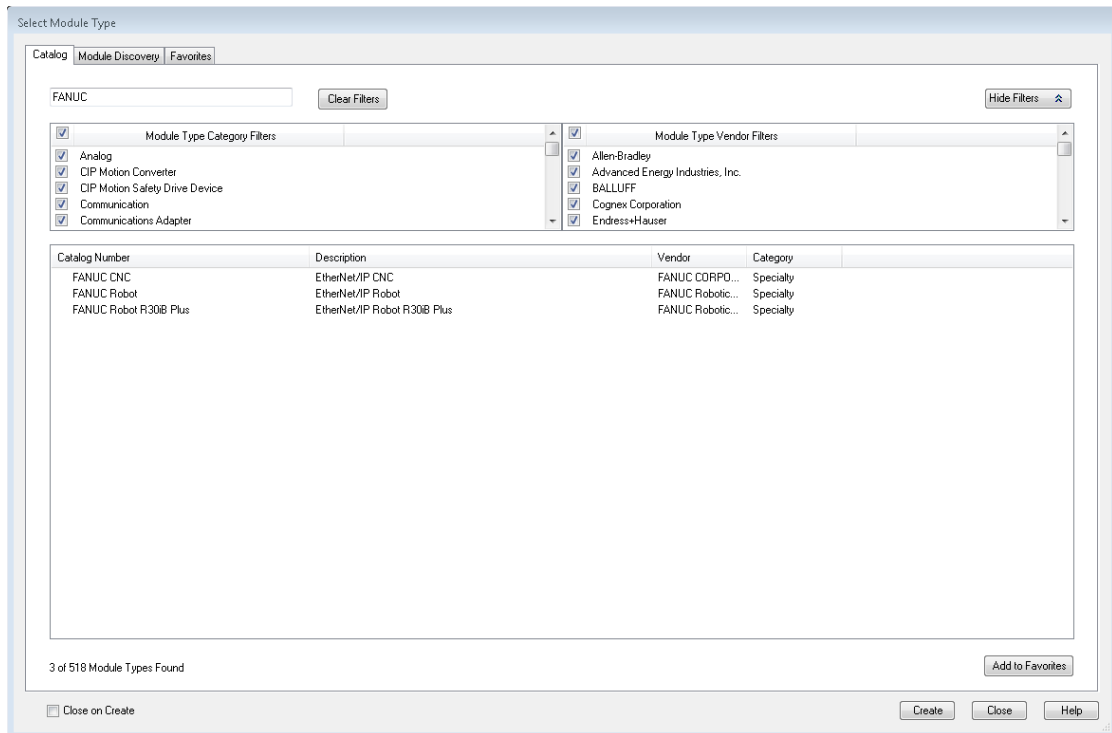 Select Module Type
Catalog Module Discovery Favorites
FANUC Clear Filters Hide Filters
Module Type Category Filters Module Type Vendor Filters
Analog Allen-Bradley
CIP Motion Converter Advanced Energy Industries, Inc.
CIP Motion Safety Drive Device BALLUFF
Communication Cognex Corporation
Communications Adapter Endress+Hauser
Catalog Number Description Vendor Category
FANUC CNC EtherNet/IP CNC FANUC CORPO... Specialty
FANUC Robot EtherNet/IP Robot FANUC Robotic... Specialty
FANUC Robot R30iB Plus EtherNet/IP Robot R30iB Plus FANUC Robotic... Specialty
3 of 518 Module Types Found Add to Favorites
Close on Create Create Close Help